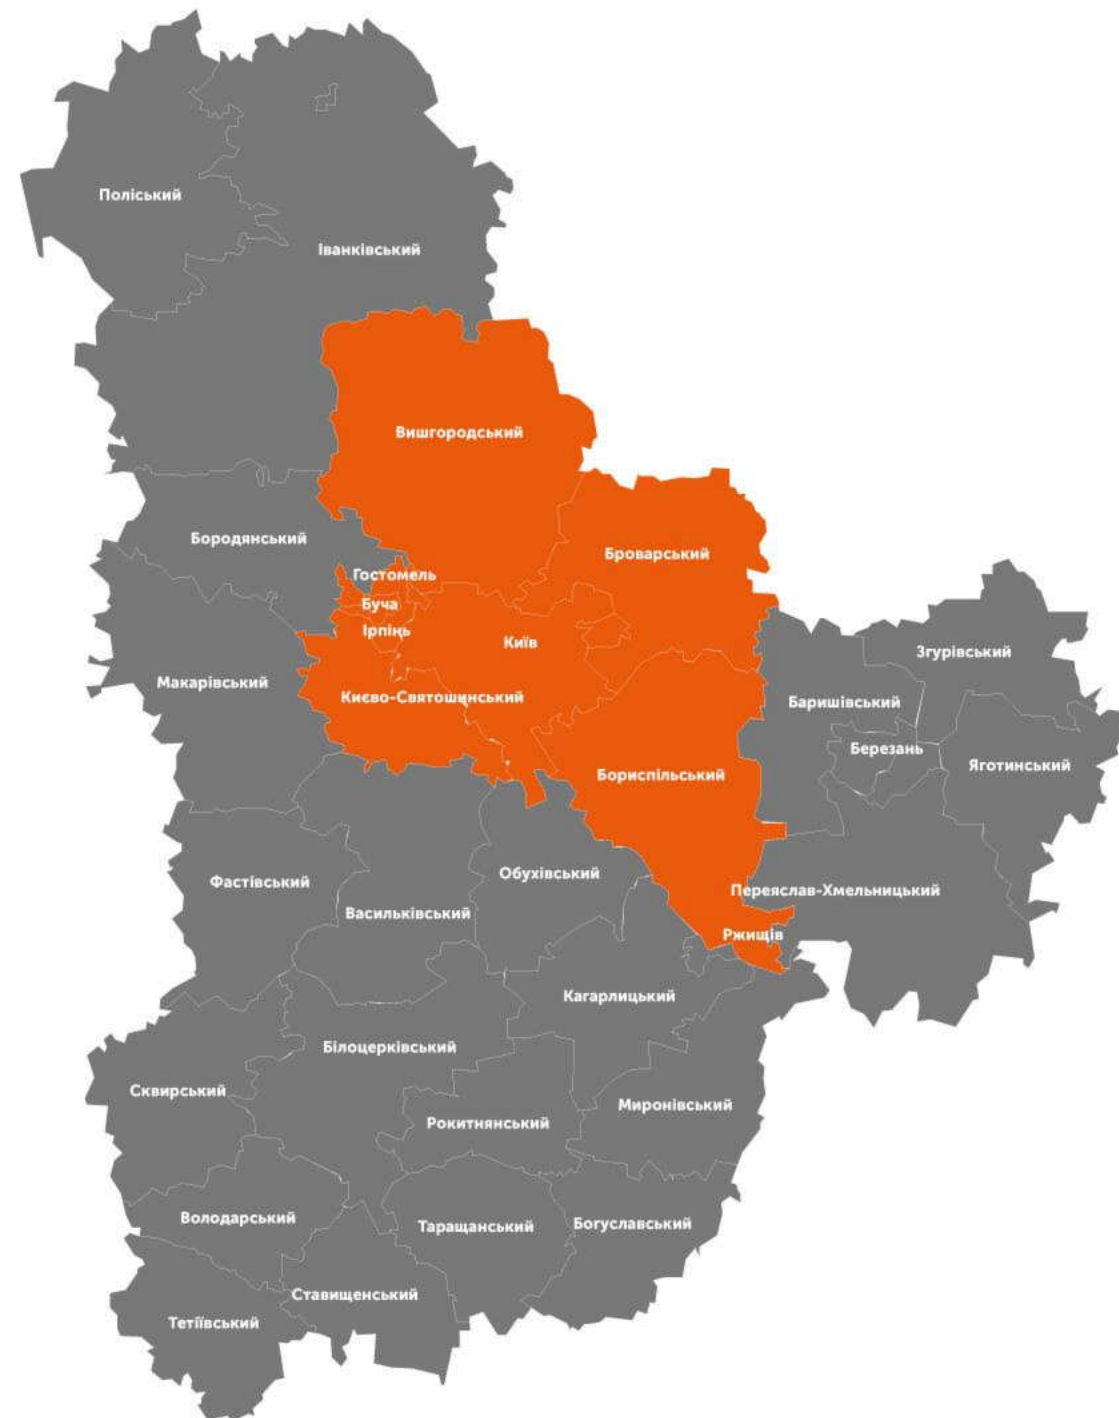 Поліський
Іванківський
Вишгородський
Бородянський
Броварський
Гостомель
Буча
Ірпінь
Київ
Згурівський
Макарівський
Києво-Святошинський
Баришівський
Березань
Яготинський
Бориспільський
Обухівський
Фастівський
Переяслав-Хмельницький
Васильківський
Ржищів
Кагарлицький
Білоцерківський
Сквирський
Миронівський
Рокитнянський
Володарський
Таращанський
Богуславський
Ставищенський
Тетіївський